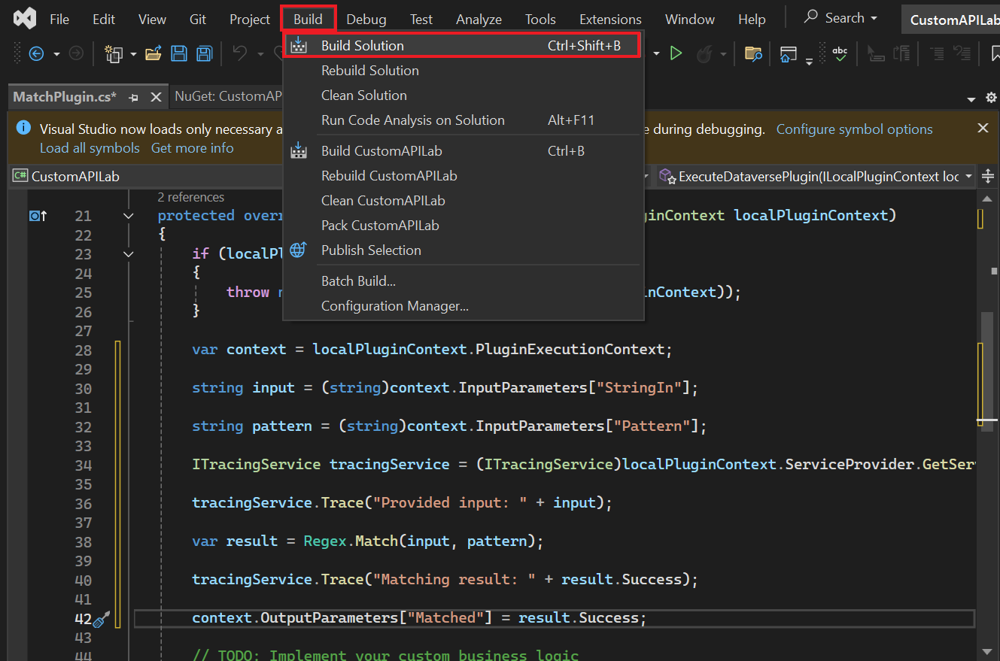 File Edit View Git Project Build Debug Test Analyze Tools Extensions Window Help Search CustomAPILab
Build Solution Ctrl+Shift+B
Rebuild Solution
Clean Solution
Run Code Analysis on Solution Alt+F11
Build CustomAPILab Ctrl+B
Rebuild CustomAPILab
Clean CustomAPILab
Pack CustomAPILab
Publish Selection
Batch Build...
Configuration Manager...
abc
MatchPlugin.cs* NuGet: CustomAP
Visual Studio now loads only necessary a e during debugging. Configure symbol options
Load all symbols Get more info
C# CustomAPILab ExecuteDataversePlugin(ILocalPluginContext loc
2 references
21 protected overr ginContext localPluginContext)
22 {
23 if (localPl
24 {
25 throw n nContext));
26 }
27
28 var context = localPluginContext.PluginExecutionContext;
29
30 string input = (string)context.InputParameters["StringIn"];
31
32 string pattern = (string)context.InputParameters["Pattern"];
33
34 ITracingService tracingService = (ITracingService)localPluginContext.ServiceProvider.GetSer
35
36 tracingService.Trace("Provided input: " + input);
37
38 var result = Regex.Match(input, pattern);
39
40 tracingService.Trace("Matching result: " + result.Success);
41
42 context.OutputParameters["Matched"] = result.Success;
43
44 // TODO: Implement your custom business logic